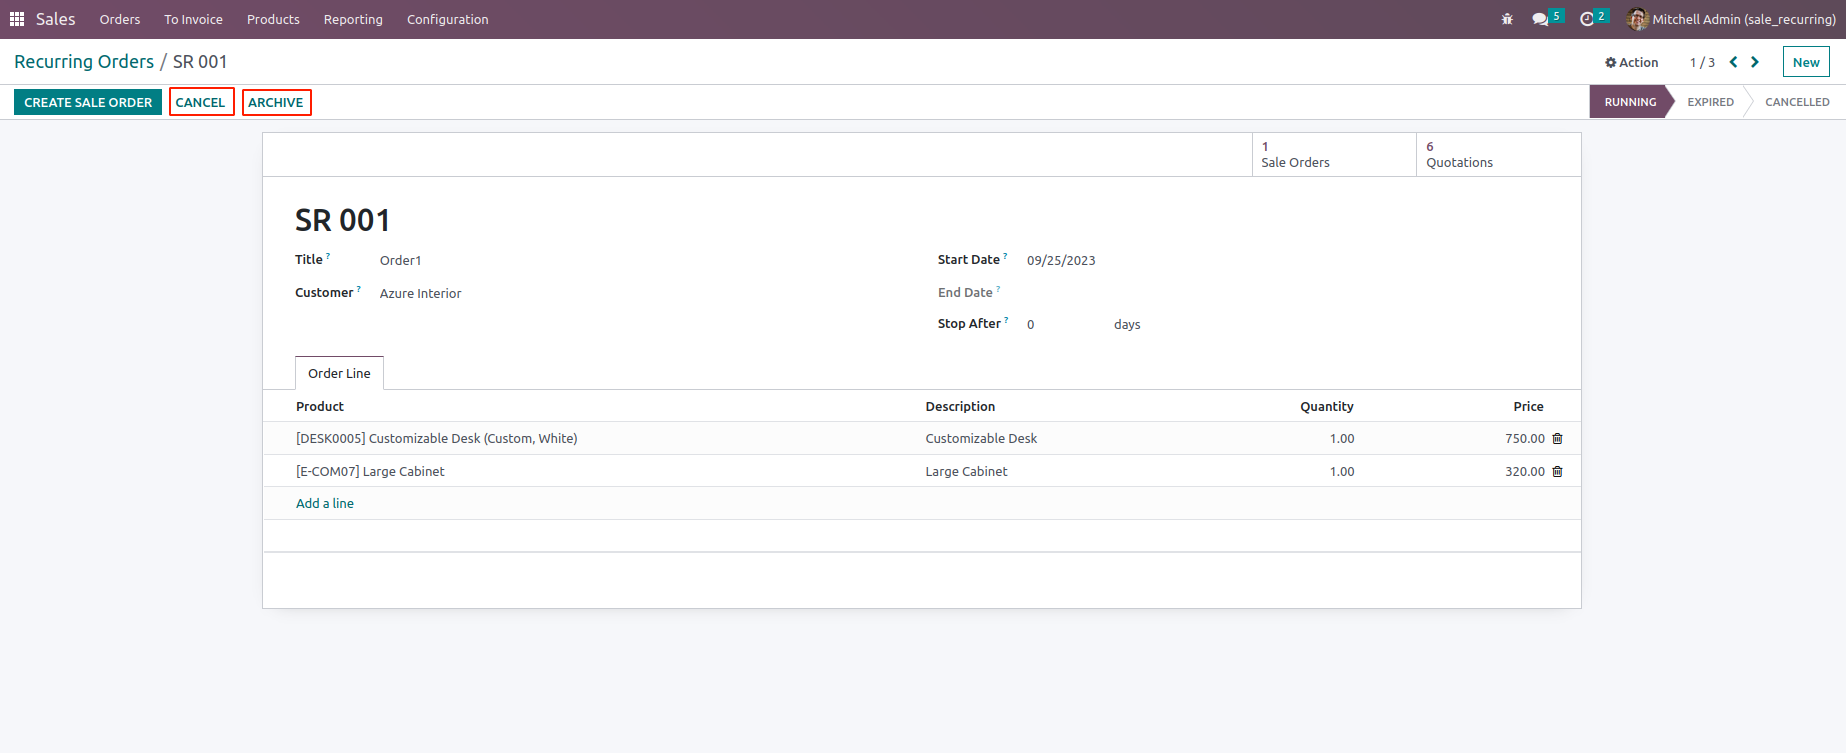 Sales Orders To Invoice Products Reporting Configuration 5 2 Mitchell Admin (sale_recurring)
Recurring Orders / SR 001 Action 1 / 3 New
CREATE SALE ORDER CANCEL ARCHIVE RUNNING EXPIRED CANCELLED
1 6
Sale Orders Quotations
SR 001
Title ? Order1 Start Date ? 09/25/2023
Customer ? Azure Interior End Date ?
Stop After ? 0 days
Order Line
Product Description Quantity Price
[DESK0005] Customizable Desk (Custom, White) Customizable Desk 1.00 750.00
[E-COM07] Large Cabinet Large Cabinet 1.00 320.00
Add a line